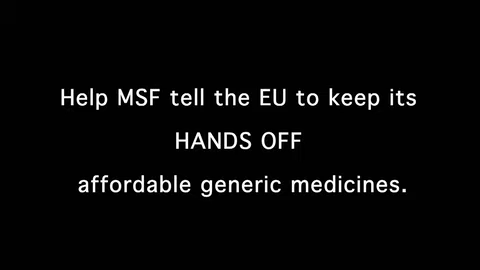 Help MSF tell the EU to keep its
HANDS OFF
affordable generic medicines.